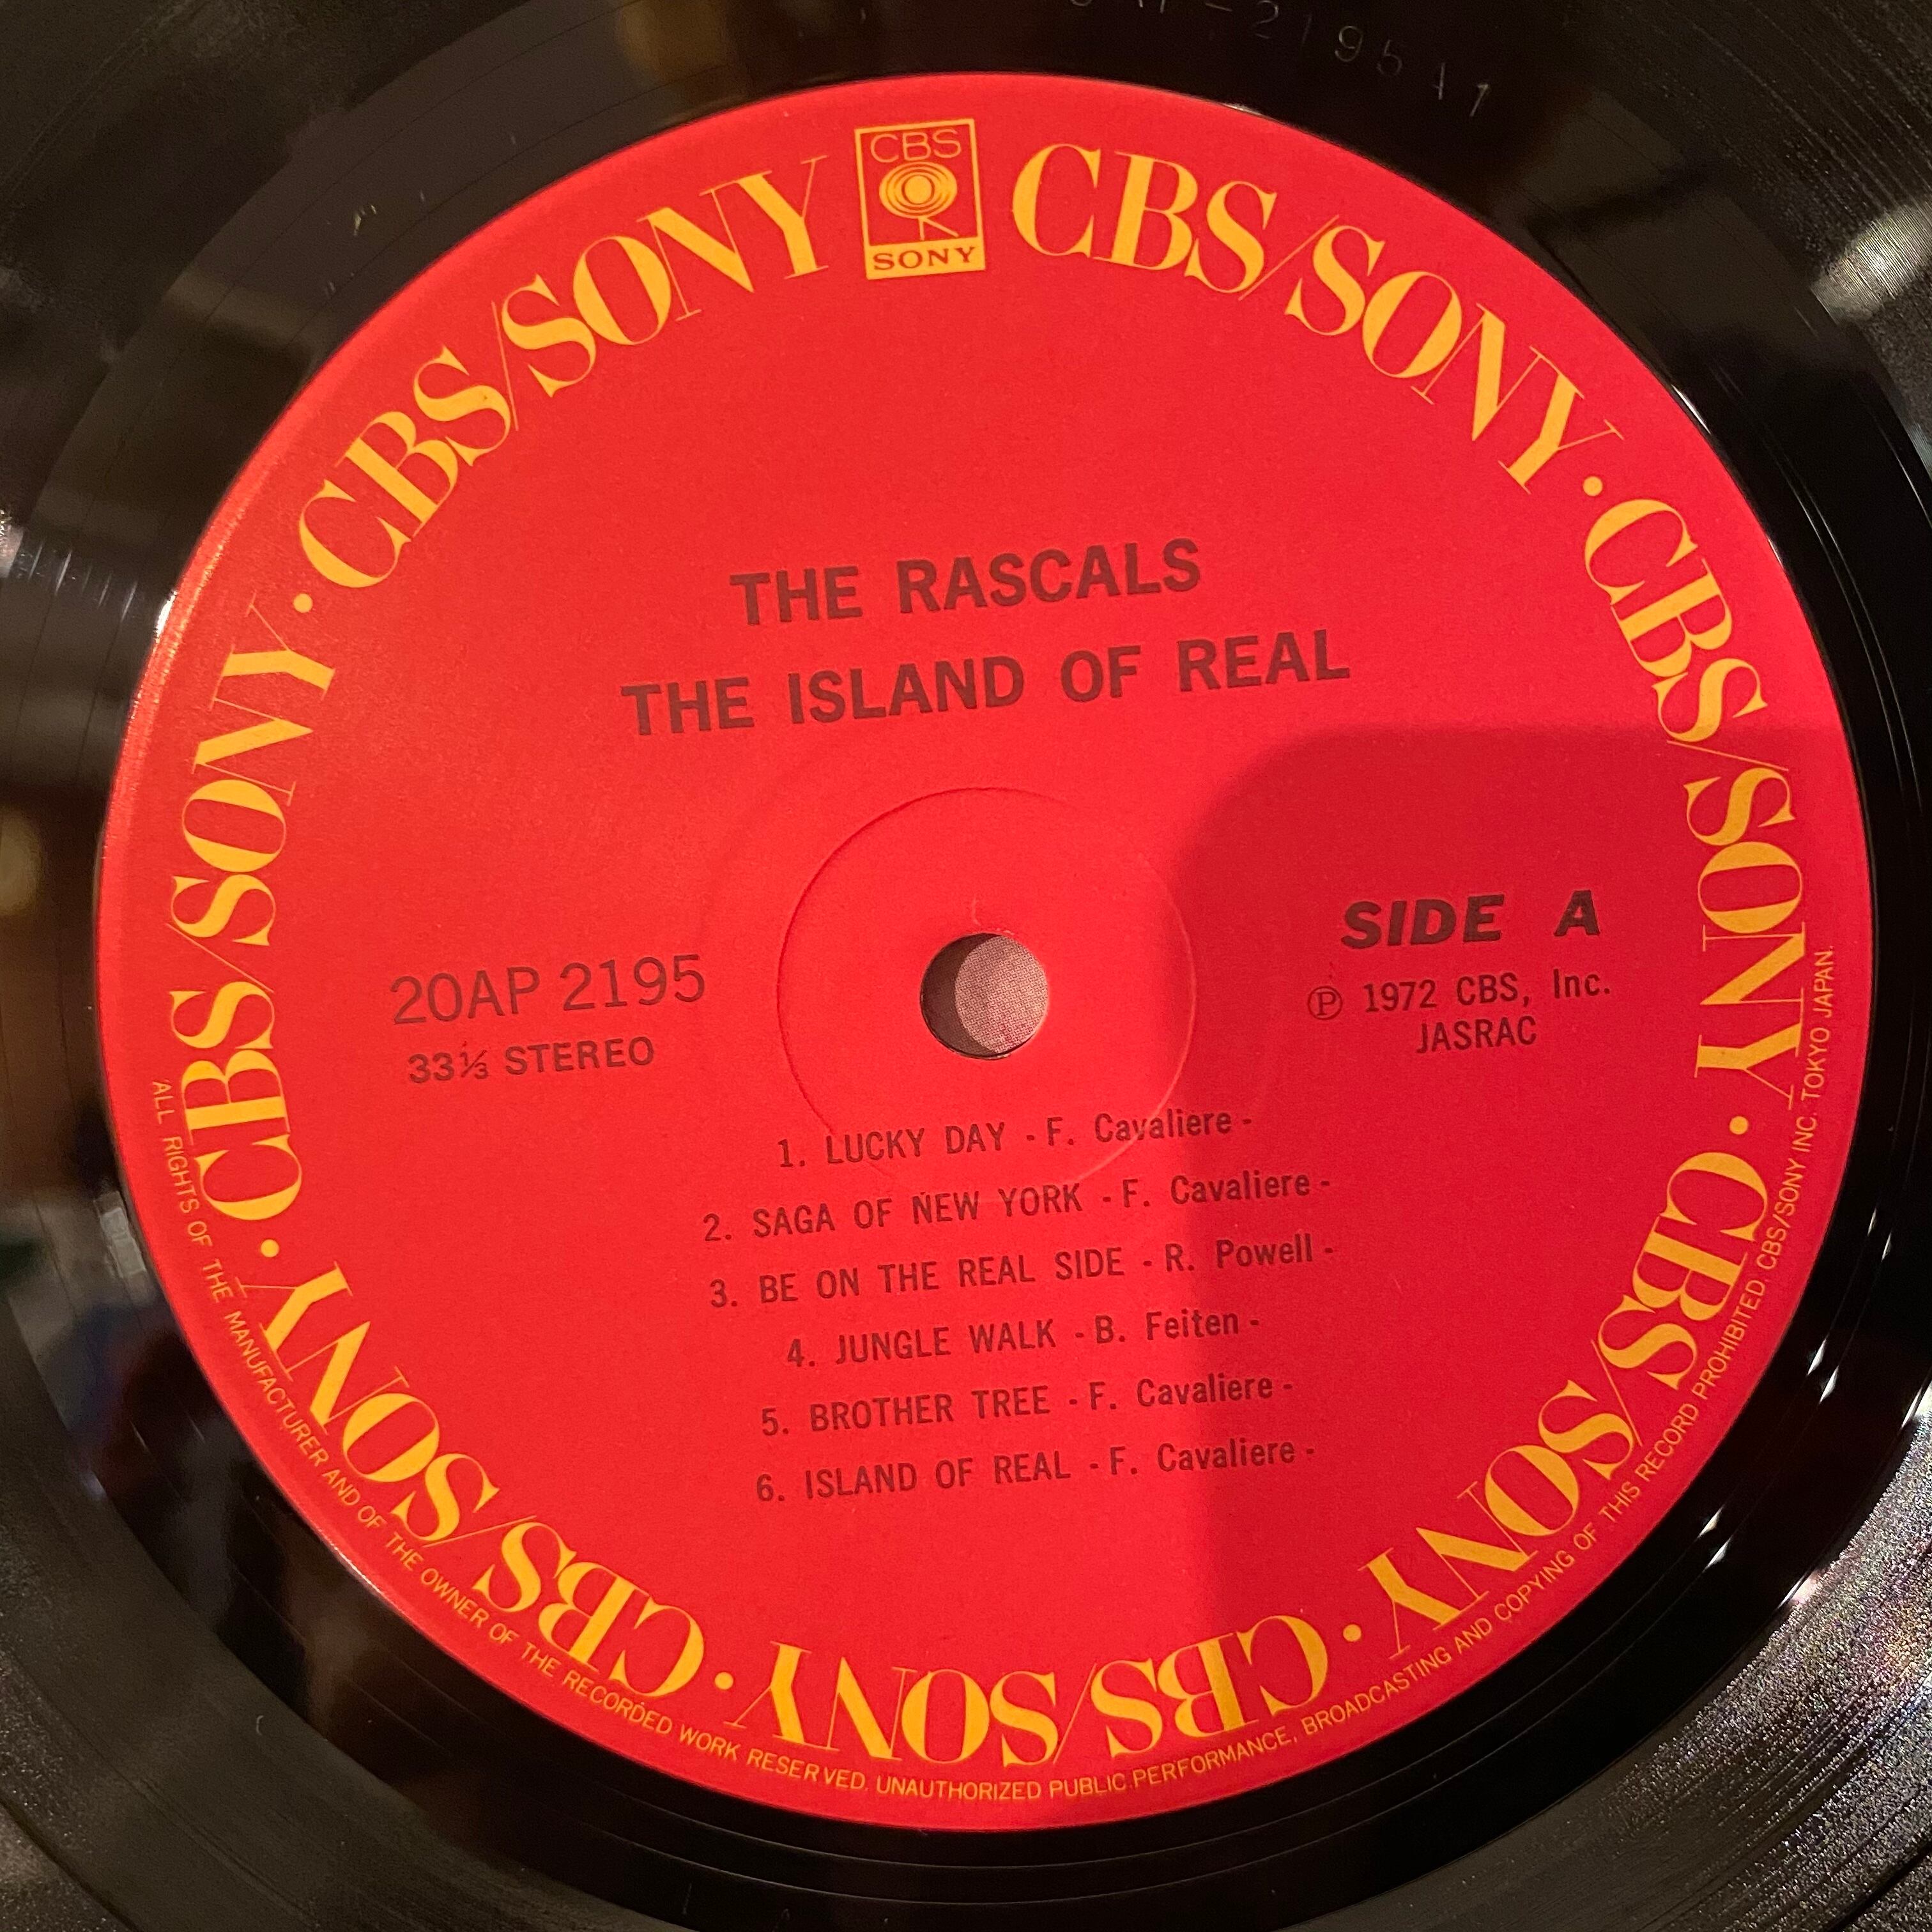 2195A1
CBS
SONY
CBS/SONY · CBS/SONY · CBS/SONY · CBS/SONY · CBS/SONY · CBS/SONY · CBS/SONY
THE RASCALS
THE ISLAND OF REAL
SIDE A
20AP 2195
℗ 1972 CBS, Inc.
33⅓ STEREO
JASRAC
1. LUCKY DAY - F. Cavaliere -
2. SAGA OF NEW YORK - F. Cavaliere -
3. BE ON THE REAL SIDE - R. Powell -
4. JUNGLE WALK - B. Feiten -
5. BROTHER TREE - F. Cavaliere -
6. ISLAND OF REAL - F. Cavaliere -
ALL RIGHTS OF THE MANUFACTURER AND OF THE OWNER OF THE RECORDED WORK RESERVED. UNAUTHORIZED PUBLIC PERFORMANCE, BROADCASTING AND COPYING OF THIS RECORD PROHIBITED. CBS/SONY INC. TOKYO JAPAN.